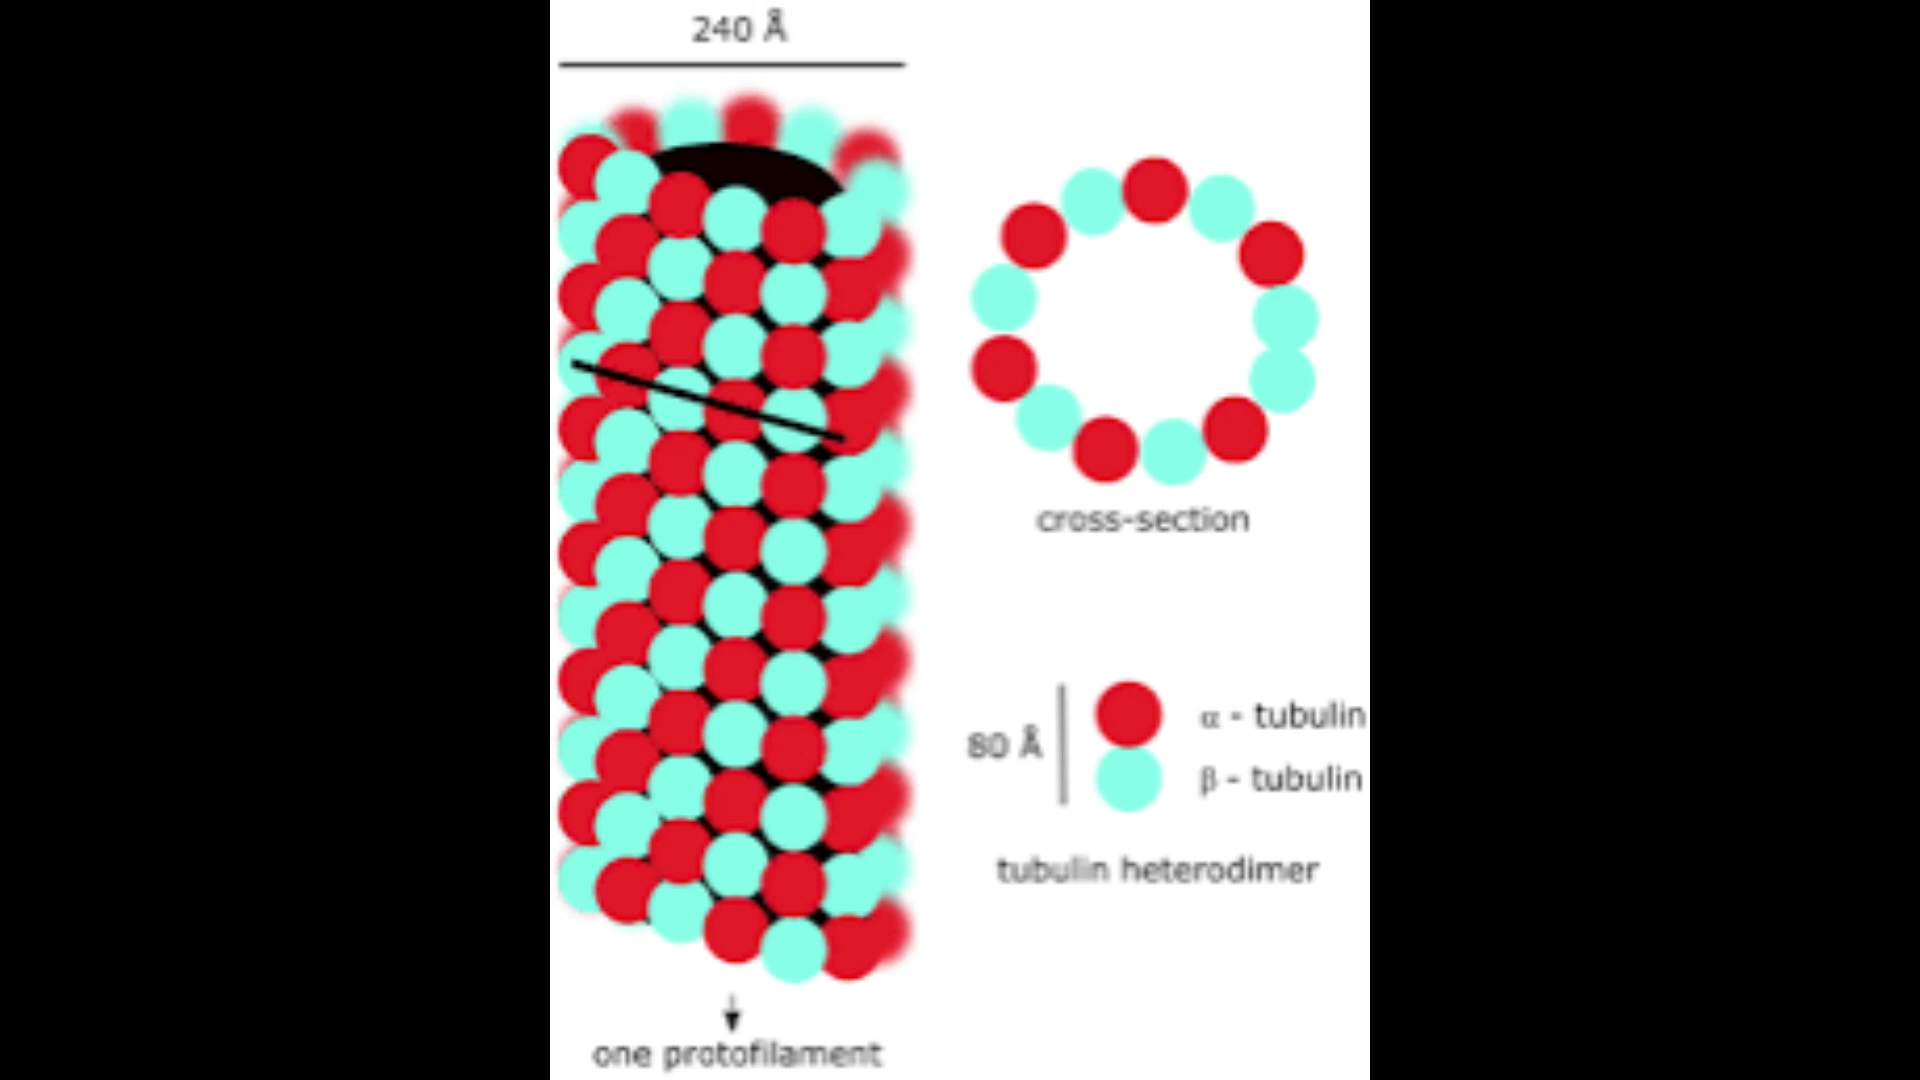 240 Å
cross-section
80 Å
α - tubulin
β - tubulin
tubulin heterodimer
one protofilament